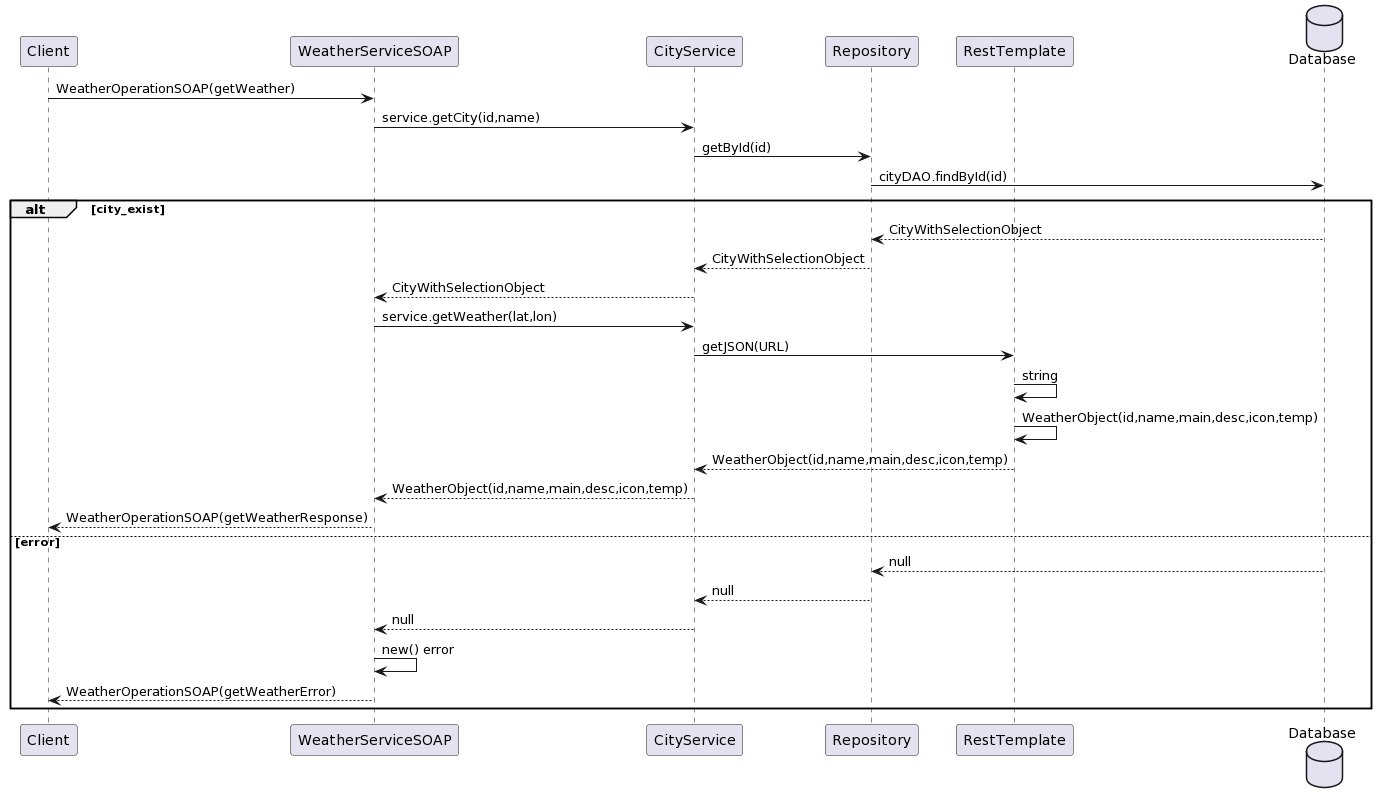 Client
WeatherServiceSOAP
CityService
Repository
RestTemplate
Database
WeatherOperationSOAP(getWeather)
service.getCity(id,name)
getById(id)
cityDAO.findById(id)
alt
[city_exist]
CityWithSelectionObject
CityWithSelectionObject
CityWithSelectionObject
service.getWeather(lat,lon)
getJSON(URL)
string
WeatherObject(id,name,main,desc,icon,temp)
WeatherObject(id,name,main,desc,icon,temp)
WeatherObject(id,name,main,desc,icon,temp)
WeatherOperationSOAP(getWeatherResponse)
[error]
null
null
null
new() error
WeatherOperationSOAP(getWeatherError)
Client
WeatherServiceSOAP
CityService
Repository
RestTemplate
Database